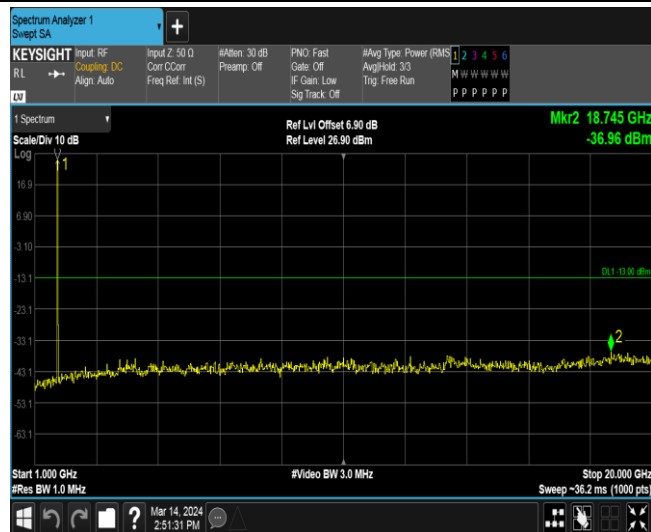 Spectrum Analyzer 1
Swept SA
+
KEYSIGHT
RL
LXI
Input: RF
Coupling: DC
Align: Auto
Input Z: 50 Ω
Corr CCorr
Freq Ref: Int (S)
#Atten: 30 dB
Preamp: Off
PNO: Fast
Gate: Off
IF Gain: Low
Sig Track: Off
#Avg Type: Power (RMS
Avg|Hold: 3/3
Trig: Free Run
1 2 3 4 5 6
M W W W W W
P P P P P P
1 Spectrum
Scale/Div 10 dB
Log
Ref Lvl Offset 6.90 dB
Ref Level 26.90 dBm
Mkr2 18.745 GHz
-36.96 dBm
1
16.9
6.90
-3.10
-13.1
DL1 -13.00 dBm
-23.1
-33.1
2
-43.1
-53.1
-63.1
Start 1.000 GHz
#Res BW 1.0 MHz
#Video BW 3.0 MHz
Stop 20.000 GHz
Sweep ~36.2 ms (1000 pts)
?
Mar 14, 2024
2:51:31 PM